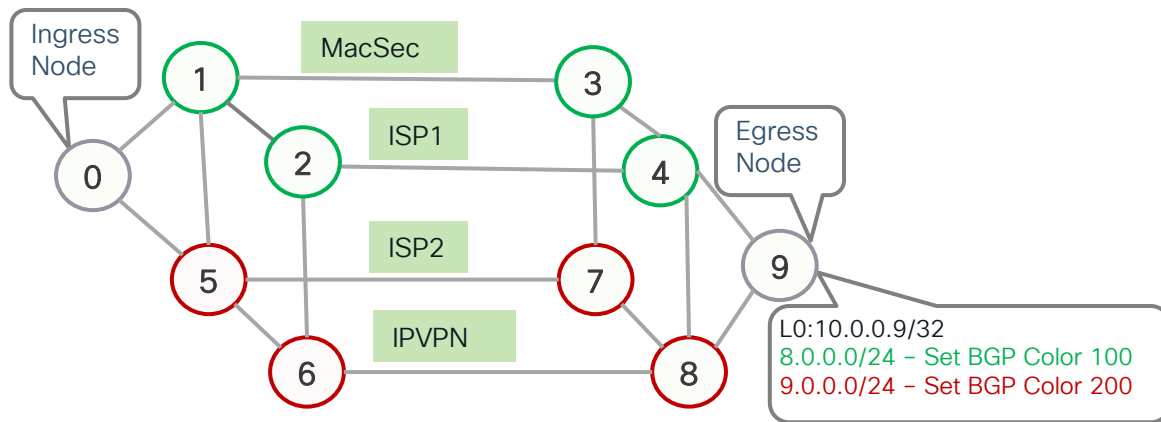 Ingress
Node
MacSec
1
3
Egress
Node
ISP1
2
4
0
ISP2
9
5
7
L0:10.0.0.9/32
IPVPN
8.0.0.0/24 – Set BGP Color 100
6
8
9.0.0.0/24 – Set BGP Color 200